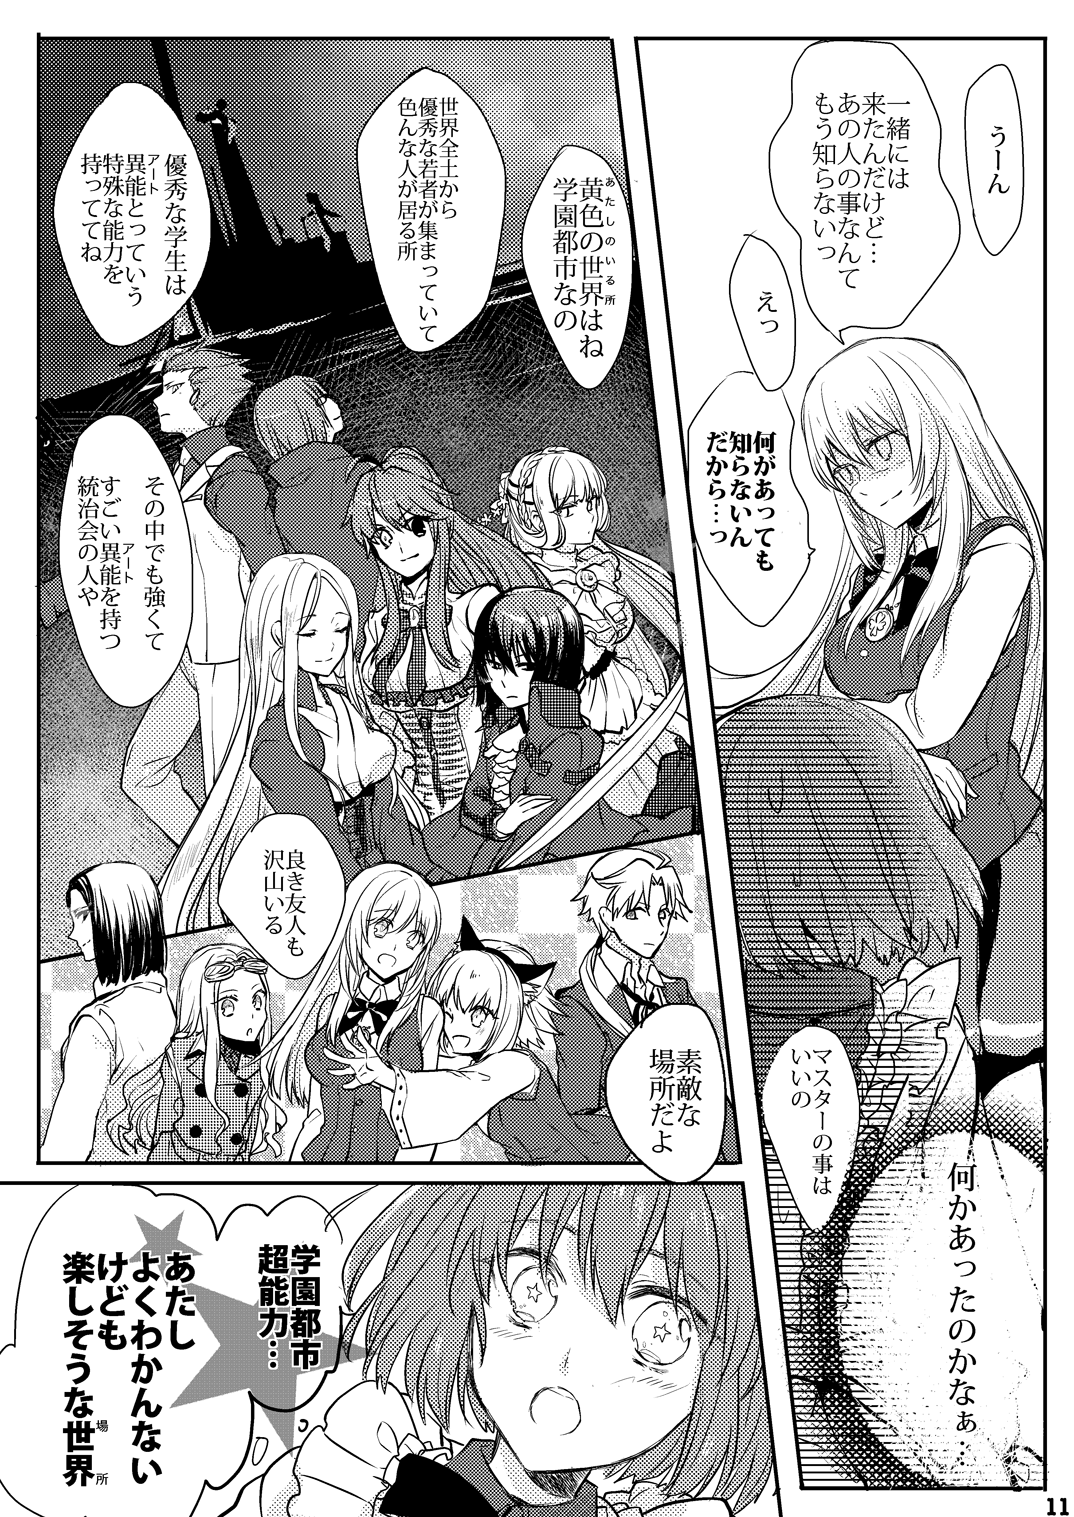 うーん
一緒には
来たんだけど…
あの人の事なんて
もう知らないっ
えっ
何があっても
知らないんだ
から…っ
マスターの事は
いいの
何かあったのかなぁ…
黄色の世界はね
あたしのいる所
学園都市なの
世界全土から
優秀な若者が集まっていて
色んな人が居る所
優秀な学生は
異能とっていう
アート
特殊な能力を
持っててね
その中でも強くて
すごい異能を持つ
アート
統治会の人や
良き友人も
沢山いる
素敵な
場所だよ
学園都市
超能力…
あたし
よくわかんない
けども
楽しそうな世界
場所
11